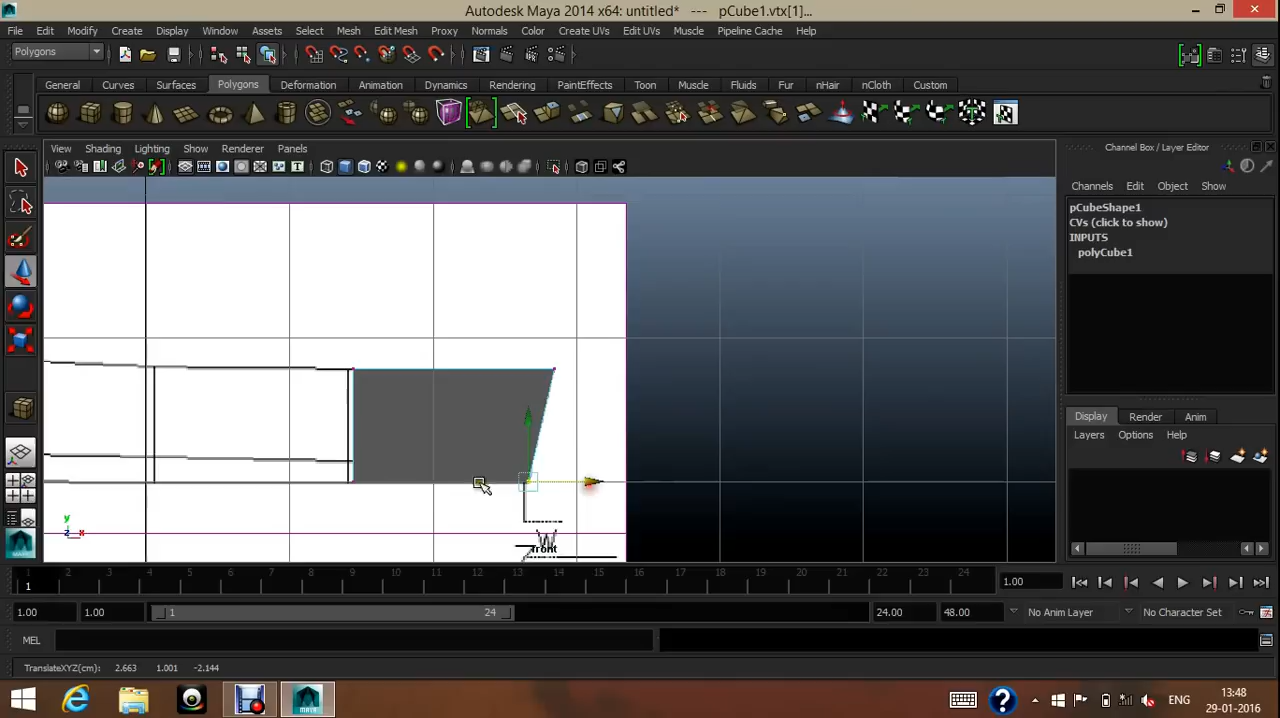 Autodesk Maya 2014 x64: untitled* --- pCube1.vtx[1]...
File Edit Modify Create Display Window Assets Select Mesh Edit Mesh Proxy Normals Color Create UVs Edit UVs Muscle Pipeline Cache Help
Polygons
General Curves Surfaces Polygons Deformation Animation Dynamics Rendering PaintEffects Toon Muscle Fluids Fur nHair nCloth Custom
View Shading Lighting Show Renderer Panels
Channel Box / Layer Editor
Channels Edit Object Show
pCubeShape1
CVs (click to show)
INPUTS
polyCube1
Display Render Anim
Layers Options Help
y
z x
front
1 2 3 4 5 6 7 8 9 10 11 12 13 14 15 16 17 18 19 20 21 22 23 24
1
1.00
1.00 1.00 1 24 24.00 48.00 No Anim Layer No Character Set
MEL
TranslateXYZ(cm): 2.663 1.001 -2.144
MAYA
ENG
13:48
29-01-2016